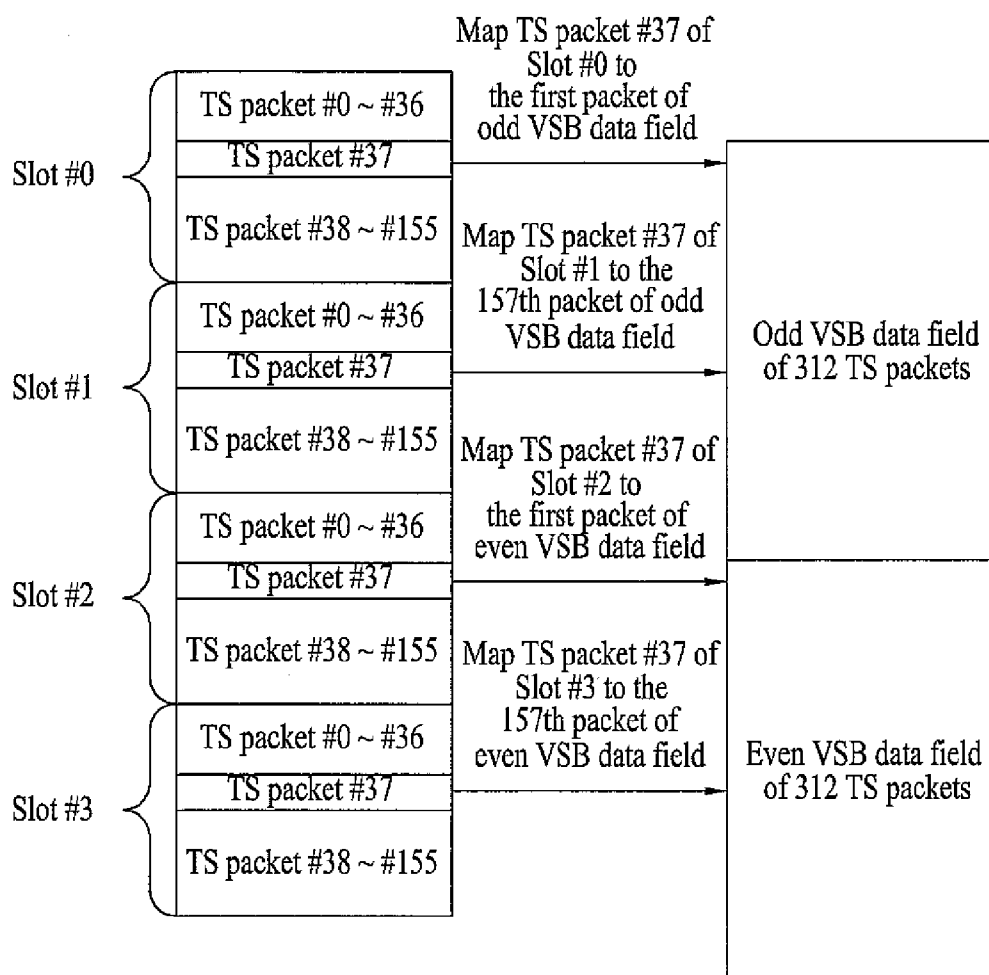 Map TS packet #37 of
Slot #0 to
the first packet of
odd VSB data field
Slot #0
TS packet #0 ~ #36
TS packet #37
TS packet #38 ~ #155
Map TS packet #37 of
Slot #1 to the
157th packet of odd
VSB data field
Slot #1
TS packet #0 ~ #36
TS packet #37
TS packet #38 ~ #155
Odd VSB data field
of 312 TS packets
Map TS packet #37 of
Slot #2 to
the first packet of
even VSB data field
Slot #2
TS packet #0 ~ #36
TS packet #37
TS packet #38 ~ #155
Map TS packet #37 of
Slot #3 to the
157th packet of
even VSB data field
Slot #3
TS packet #0 ~ #36
TS packet #37
TS packet #38 ~ #155
Even VSB data field
of 312 TS packets